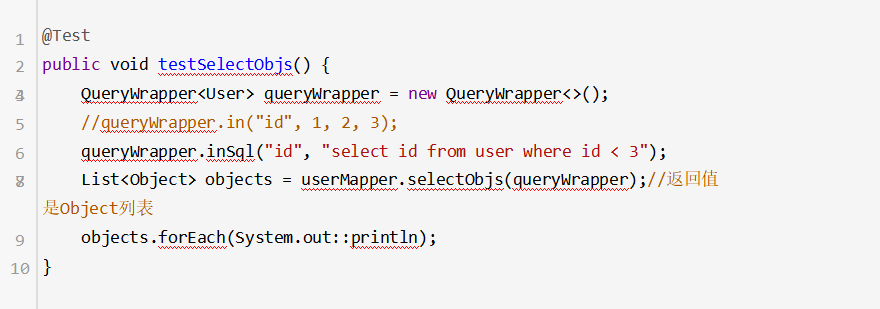 1 @Test
2 public void testSelectObjs() {
4 QueryWrapper<User> queryWrapper = new QueryWrapper<>();
5 //queryWrapper.in("id", 1, 2, 3);
6 queryWrapper.inSql("id", "select id from user where id < 3");
8 List<Object> objects = userMapper.selectObjs(queryWrapper);//返回值
是Object列表
9 objects.forEach(System.out::println);
10 }